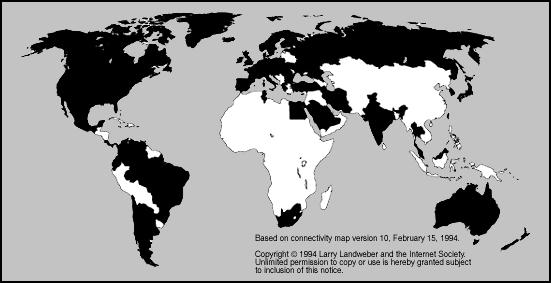 Based on connectivity map version 10, February 15, 1994.
Copyright © 1994 Larry Landweber and the Internet Society.
Unlimited permission to copy or use is hereby granted subject
to inclusion of this notice.